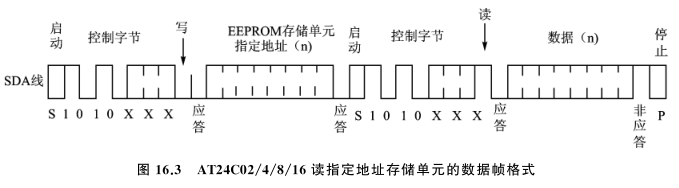 启动 控制字节 写 EEPROM存储单元指定地址（n） 启动 控制字节 读 数据（n） 停止
SDA线
S 1 0 1 0 X X X 应答 应答 S 1 0 1 0 X X X 应答 非应答 P
图 16.3 AT24C02/4/8/16 读指定地址存储单元的数据帧格式